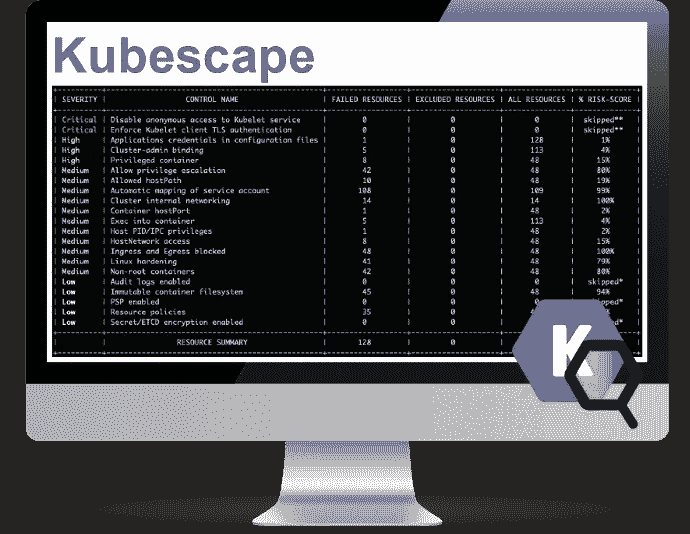 Kubescape
SEVERITY | CONTROL NAME | FAILED RESOURCES | EXCLUDED RESOURCES | ALL RESOURCES | % RISK-SCORE
Critical | Disable anonymous access to Kubelet service | 0 | 0 | 0 | skipped**
Critical | Enforce Kubelet client TLS authentication | 0 | 0 | 0 | skipped**
High | Applications credentials in configuration files | 1 | 0 | 128 | 1%
High | Cluster-admin binding | 5 | 0 | 113 | 4%
High | Privileged container | 8 | 0 | 48 | 15%
Medium | Allow privilege escalation | 42 | 0 | 48 | 80%
Medium | Allowed hostPath | 10 | 0 | 48 | 19%
Medium | Automatic mapping of service account | 108 | 0 | 109 | 99%
Medium | Cluster internal networking | 14 | 0 | 14 | 100%
Medium | Container hostPort | 1 | 0 | 48 | 2%
Medium | Exec into container | 5 | 0 | 113 | 4%
Medium | Host PID/IPC privileges | 1 | 0 | 48 | 2%
Medium | HostNetwork access | 8 | 0 | 48 | 15%
Medium | Ingress and Egress blocked | 48 | 0 | 48 | 100%
Medium | Linux hardening | 41 | 0 | 48 | 79%
Medium | Non-root containers | 42 | 0 | 48 | 80%
Low | Audit logs enabled | 0 | 0 | 0 | skipped*
Low | Immutable container filesystem | 45 | 0 | 48 | 94%
Low | PSP enabled | 0 | 0 | 0
Low | Resource policies | 35 | 0
Low | Secret/ETCD encryption enabled | 0 | 0
RESOURCE SUMMARY | 128 | 0
K